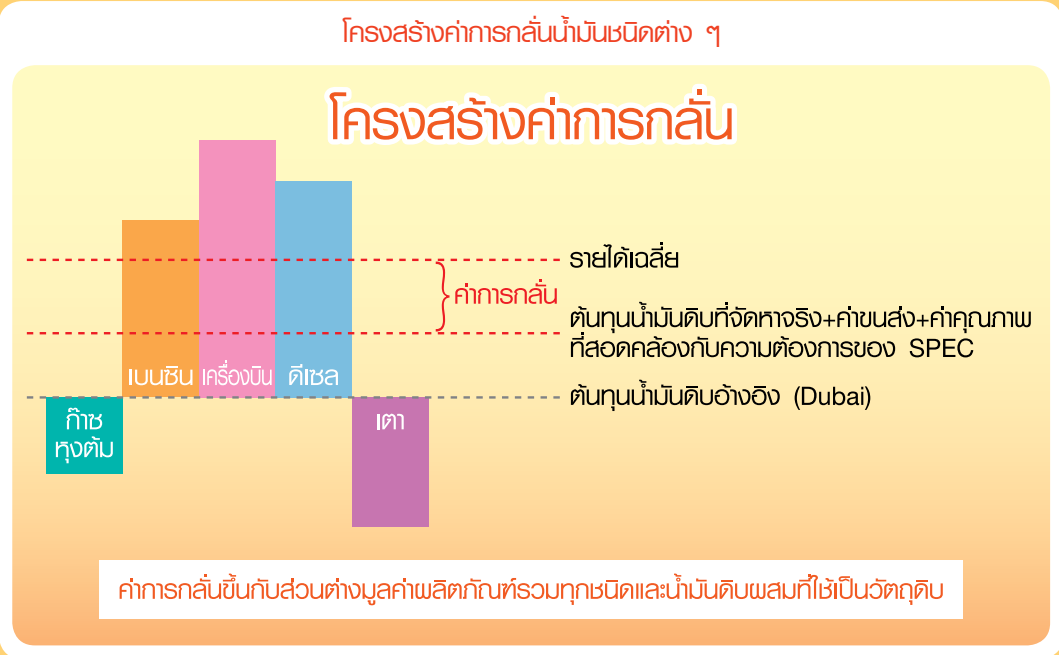 โครงสร้างค่าการกลั่นน้ำมันชนิดต่าง ๆ
โครงสร้างค่าการกลั่น
รายได้เฉลี่ย
ค่าการกลั่น
ต้นทุนน้ำมันดิบที่จัดหาจริง+ค่าขนส่ง+ค่าคุณภาพ
ที่สอดคล้องกับความต้องการของ SPEC
เบนซิน
เครื่องบิน
ดีเซล
ต้นทุนน้ำมันดิบอ้างอิง (Dubai)
ก๊าซ
หุงต้ม
เตา
ค่าการกลั่นขึ้นกับส่วนต่างมูลค่าผลิตภัณฑ์รวมทุกชนิดและน้ำมันดิบผสมที่ใช้เป็นวัตถุดิบ